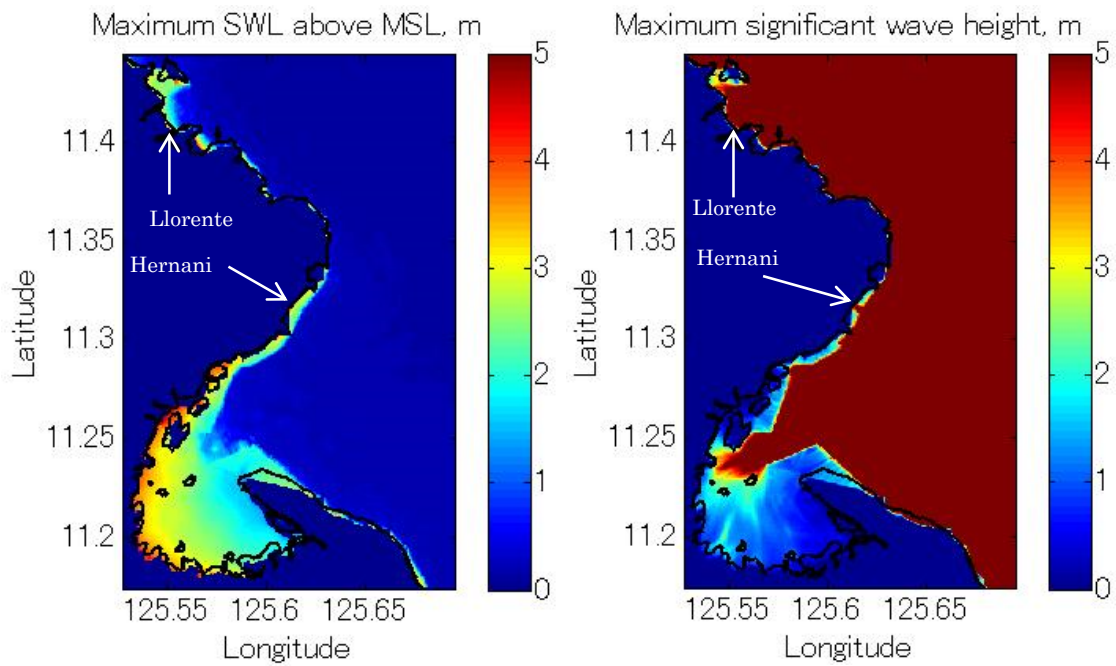 Maximum SWL above MSL, m
5
4
3
2
1
0
11.4
11.35
11.3
11.25
11.2
Latitude
Llorente
Hernani
125.55 125.6 125.65
Longitude
Maximum significant wave height, m
5
4
3
2
1
0
11.4
11.35
11.3
11.25
11.2
Latitude
Llorente
Hernani
125.55 125.6 125.65
Longitude